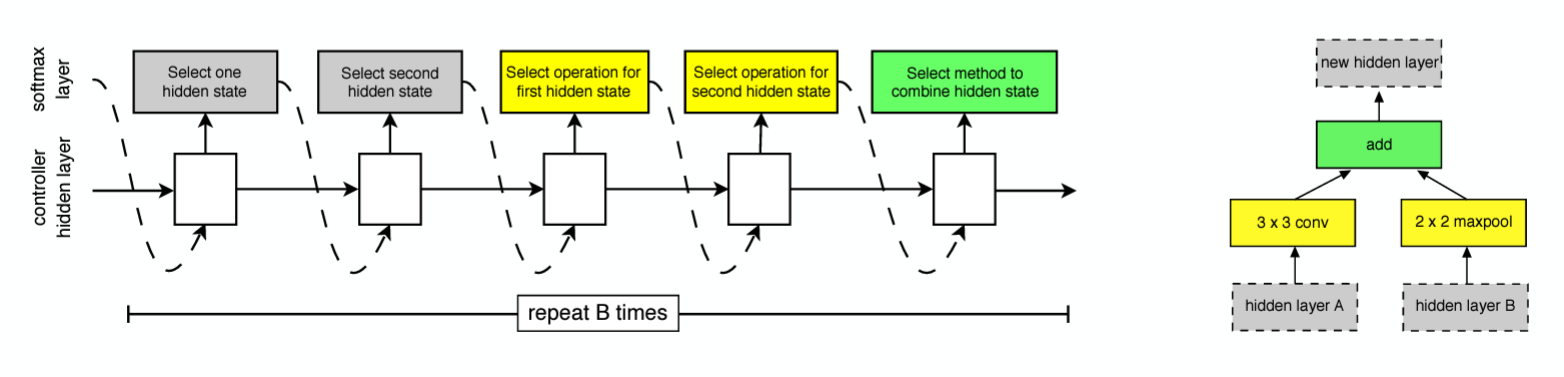 softmax
layer
controller
hidden layer
Select one
hidden state
Select second
hidden state
Select operation for
first hidden state
Select operation for
second hidden state
Select method to
combine hidden state
repeat B times
new hidden layer
add
3 x 3 conv
2 x 2 maxpool
hidden layer A
hidden layer B